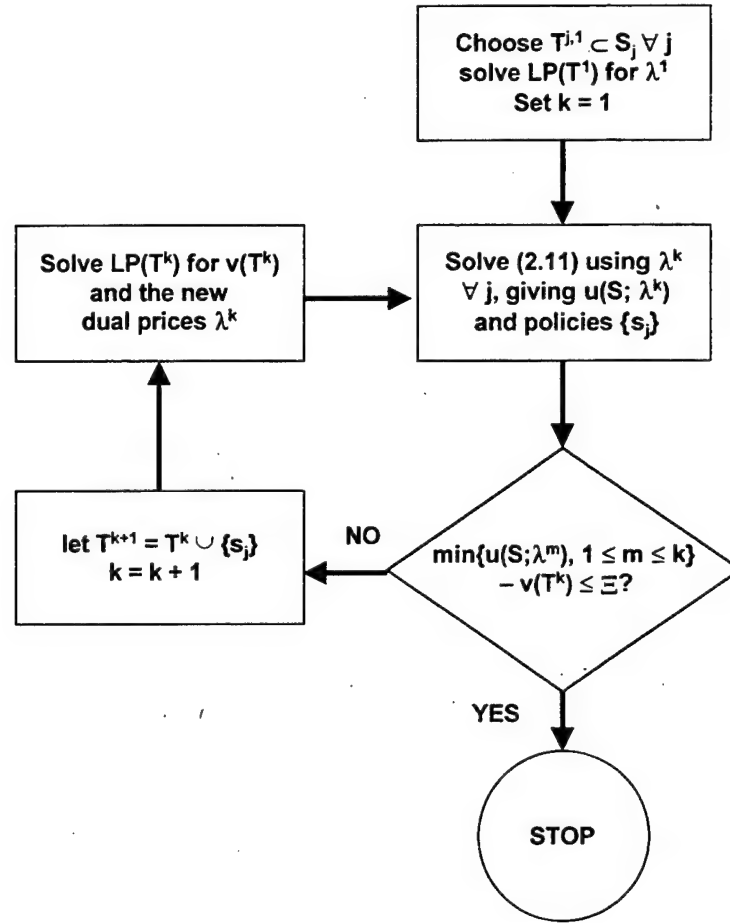 Choose T^{j,1} ⊂ S_j ∀ j
solve LP(T^1) for λ^1
Set k = 1
Solve LP(T^k) for v(T^k)
and the new
dual prices λ^k
Solve (2.11) using λ^k
∀ j, giving u(S; λ^k)
and policies {s_j}
let T^{k+1} = T^k ∪ {s_j}
k = k + 1
NO
min{u(S;λ^m), 1 ≤ m ≤ k}
– v(T^k) ≤ Ξ?
YES
STOP